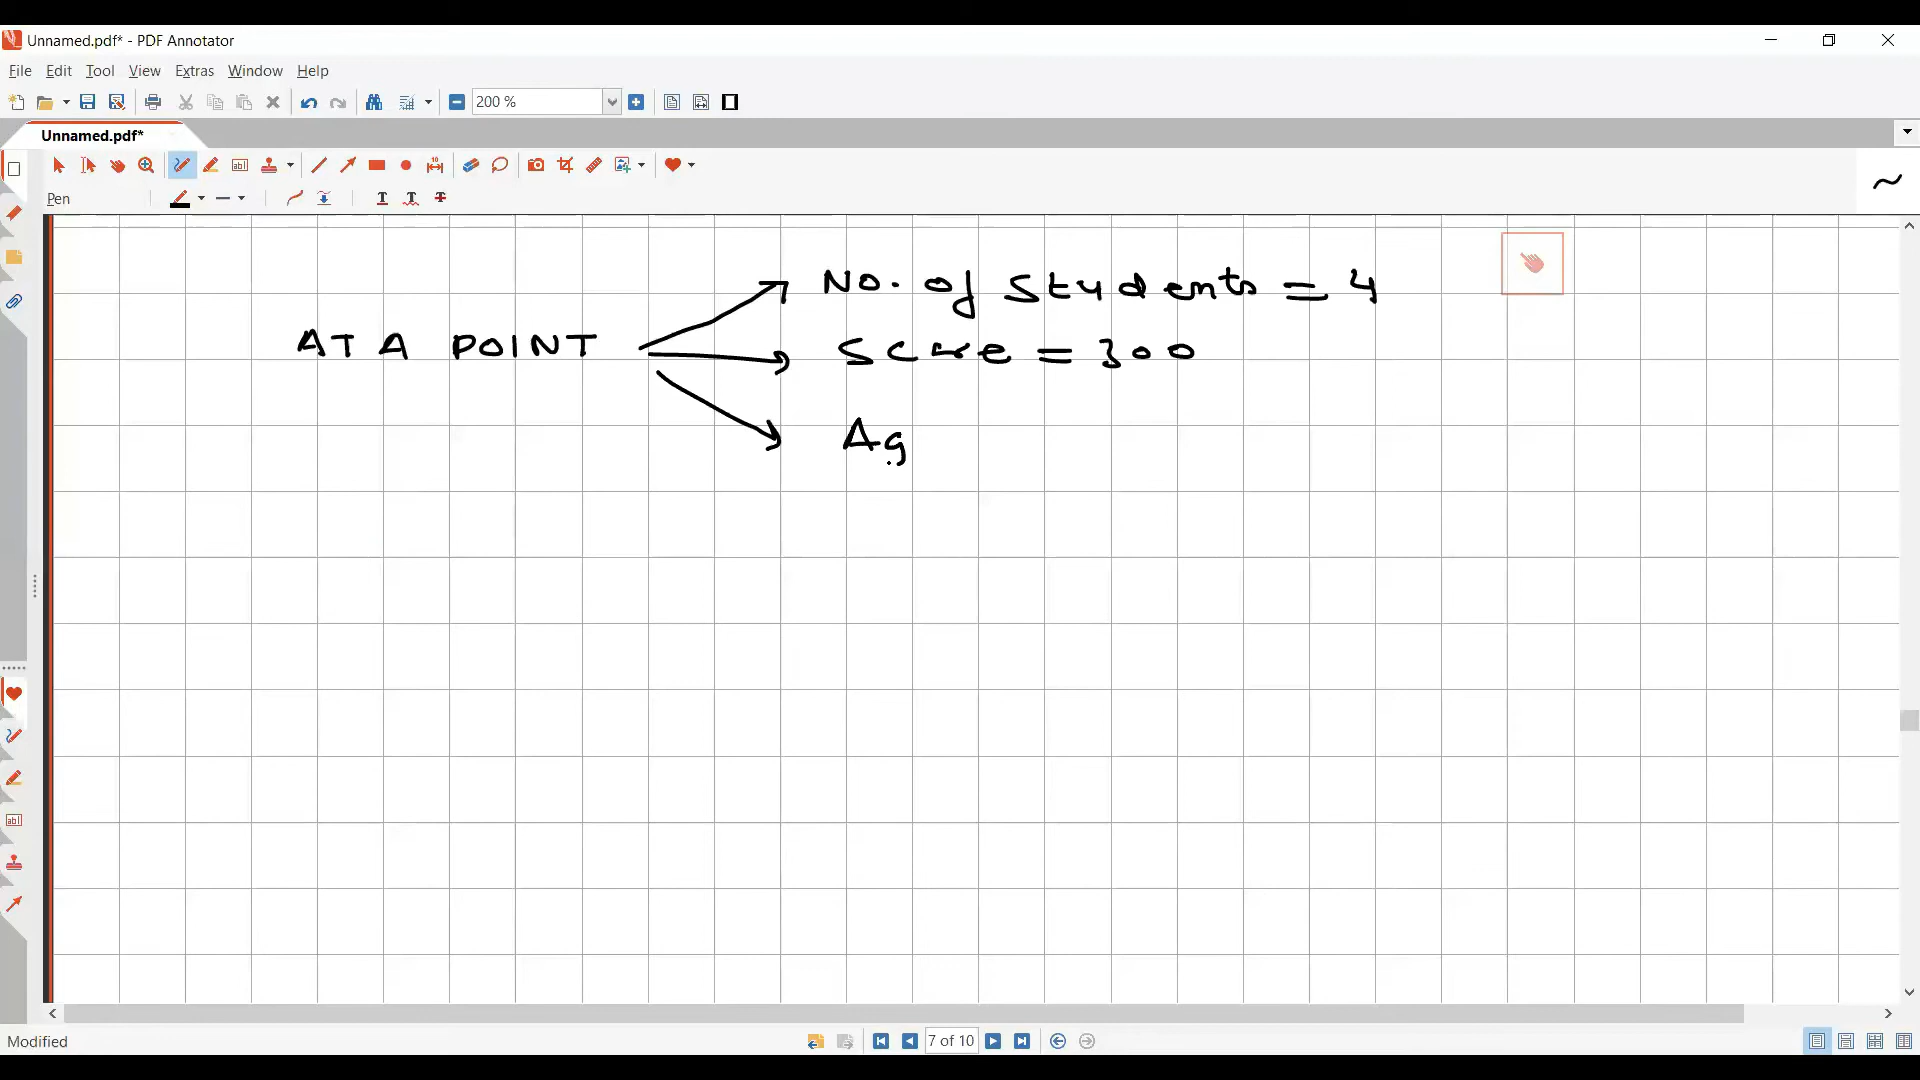 Unnamed.pdf* - PDF Annotator
File Edit Tool View Extras Window Help
200 %
Unnamed.pdf*
Pen
No. of students = 4
AT A POINT
Score = 300
Ag
Modified
7 of 10